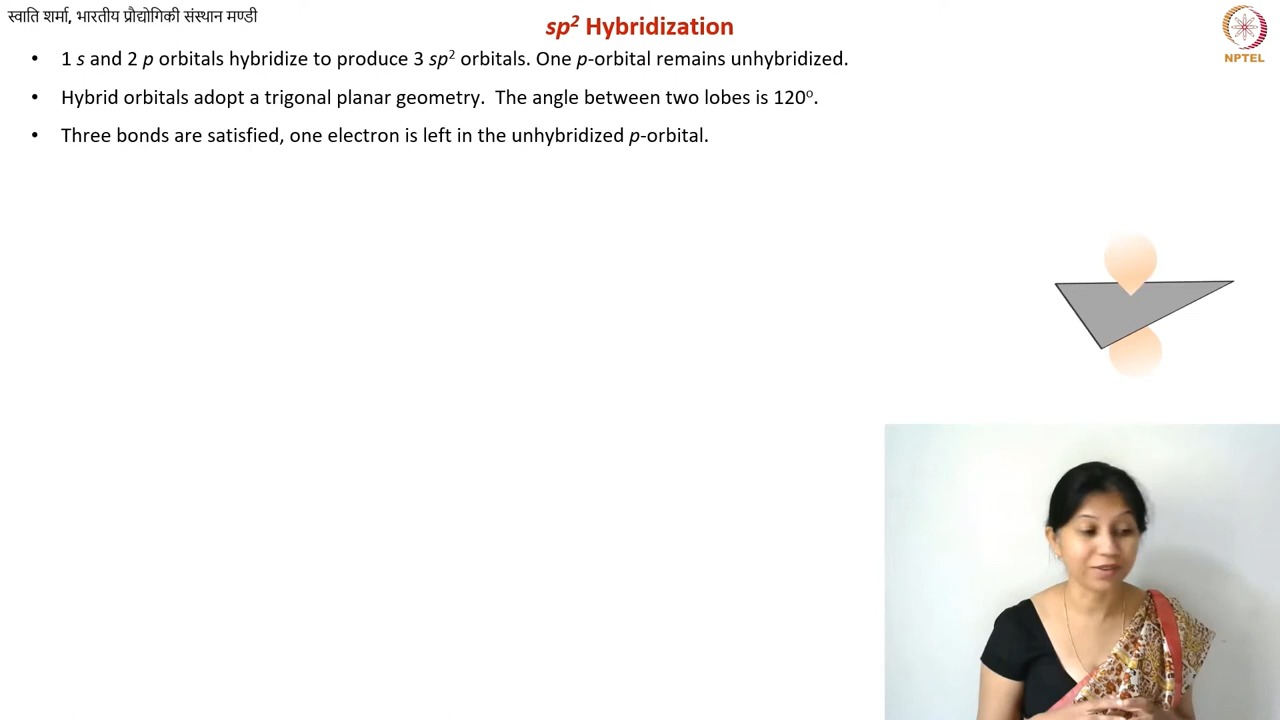 स्वाति शर्मा, भारतीय प्रौद्योगिकी संस्थान मण्डी
sp² Hybridization
NPTEL
• 1 s and 2 p orbitals hybridize to produce 3 sp² orbitals. One p-orbital remains unhybridized.
• Hybrid orbitals adopt a trigonal planar geometry. The angle between two lobes is 120º.
• Three bonds are satisfied, one electron is left in the unhybridized p-orbital.